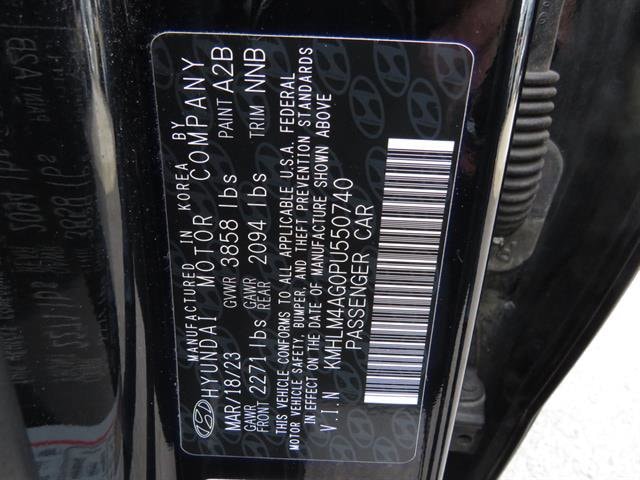 MANUFACTURED IN KOREA BY
HYUNDAI MOTOR COMPANY
MAR/18/23 GVWR 3858 lbs PAINT A2B
GAWR FRONT 2271 lbs GAWR REAR 2094 lbs TRIM NNB
THIS VEHICLE CONFORMS TO ALL APPLICABLE U.S.A. FEDERAL
MOTOR VEHICLE SAFETY, BUMPER, AND THEFT PREVENTION STANDARDS
IN EFFECT ON THE DATE OF MANUFACTURE SHOWN ABOVE
V.I.N KMHLM4AG0PU550740
PASSENGER CAR